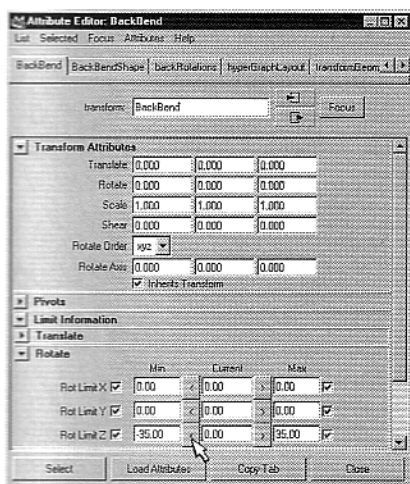 Attribute Editor: BackBend
List Selected Focus Attributes Help
BackBend BackBendShape backRotations hyperGraphLayout transformGeom
transform: BackBend Focus
Transform Attributes
Translate 0.000 0.000 0.000
Rotate 0.000 0.000 0.000
Scale 1.000 1.000 1.000
Shear 0.000 0.000 0.000
Rotate Order xyz
Rotate Axis 0.000 0.000 0.000
Inherits Transform
Pivots
Limit Information
Translate
Rotate
Min Current Max
Rot Limit X 0.00 < 0.00 > 0.00
Rot Limit Y 0.00 < 0.00 > 0.00
Rot Limit Z -35.00 < 0.00 > 35.00
Select Load Attributes Copy Tab Close